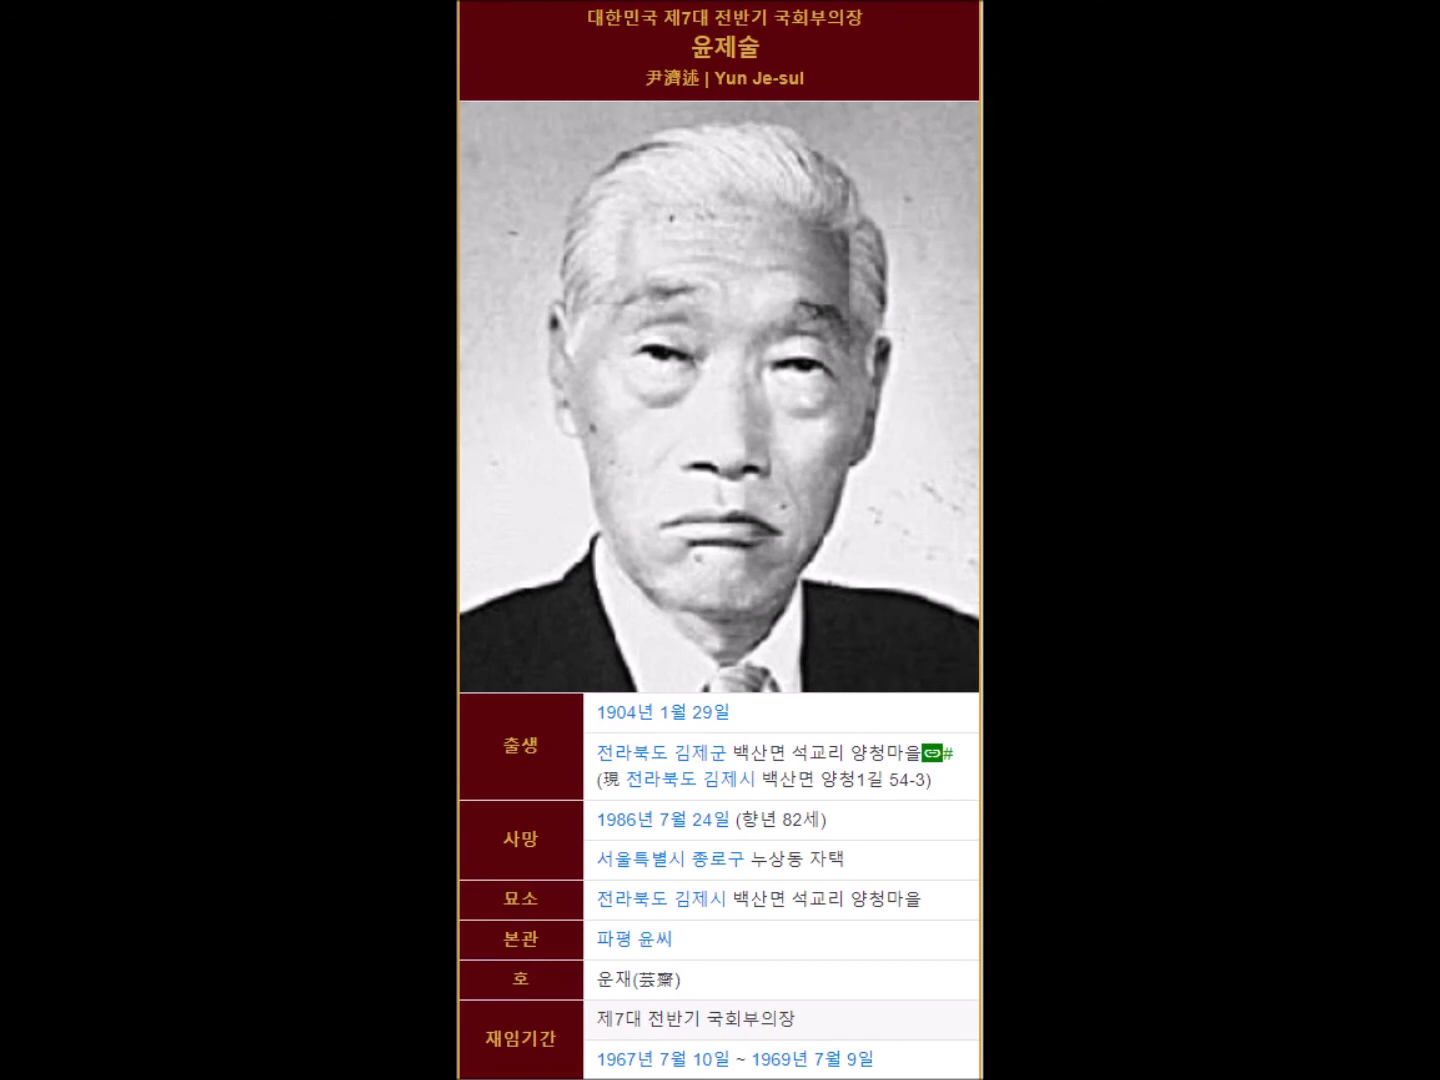 대한민국 제7대 전반기 국회부의장
윤제술
尹濟述 | Yun Je-sul
출생
1904년 1월 29일
전라북도 김제군 백산면 석교리 양청마을#
(現 전라북도 김제시 백산면 양청1길 54-3)
사망
1986년 7월 24일 (향년 82세)
서울특별시 종로구 누상동 자택
묘소
전라북도 김제시 백산면 석교리 양청마을
본관
파평 윤씨
호
운재(芸齋)
재임기간
제7대 전반기 국회부의장
1967년 7월 10일 ~ 1969년 7월 9일